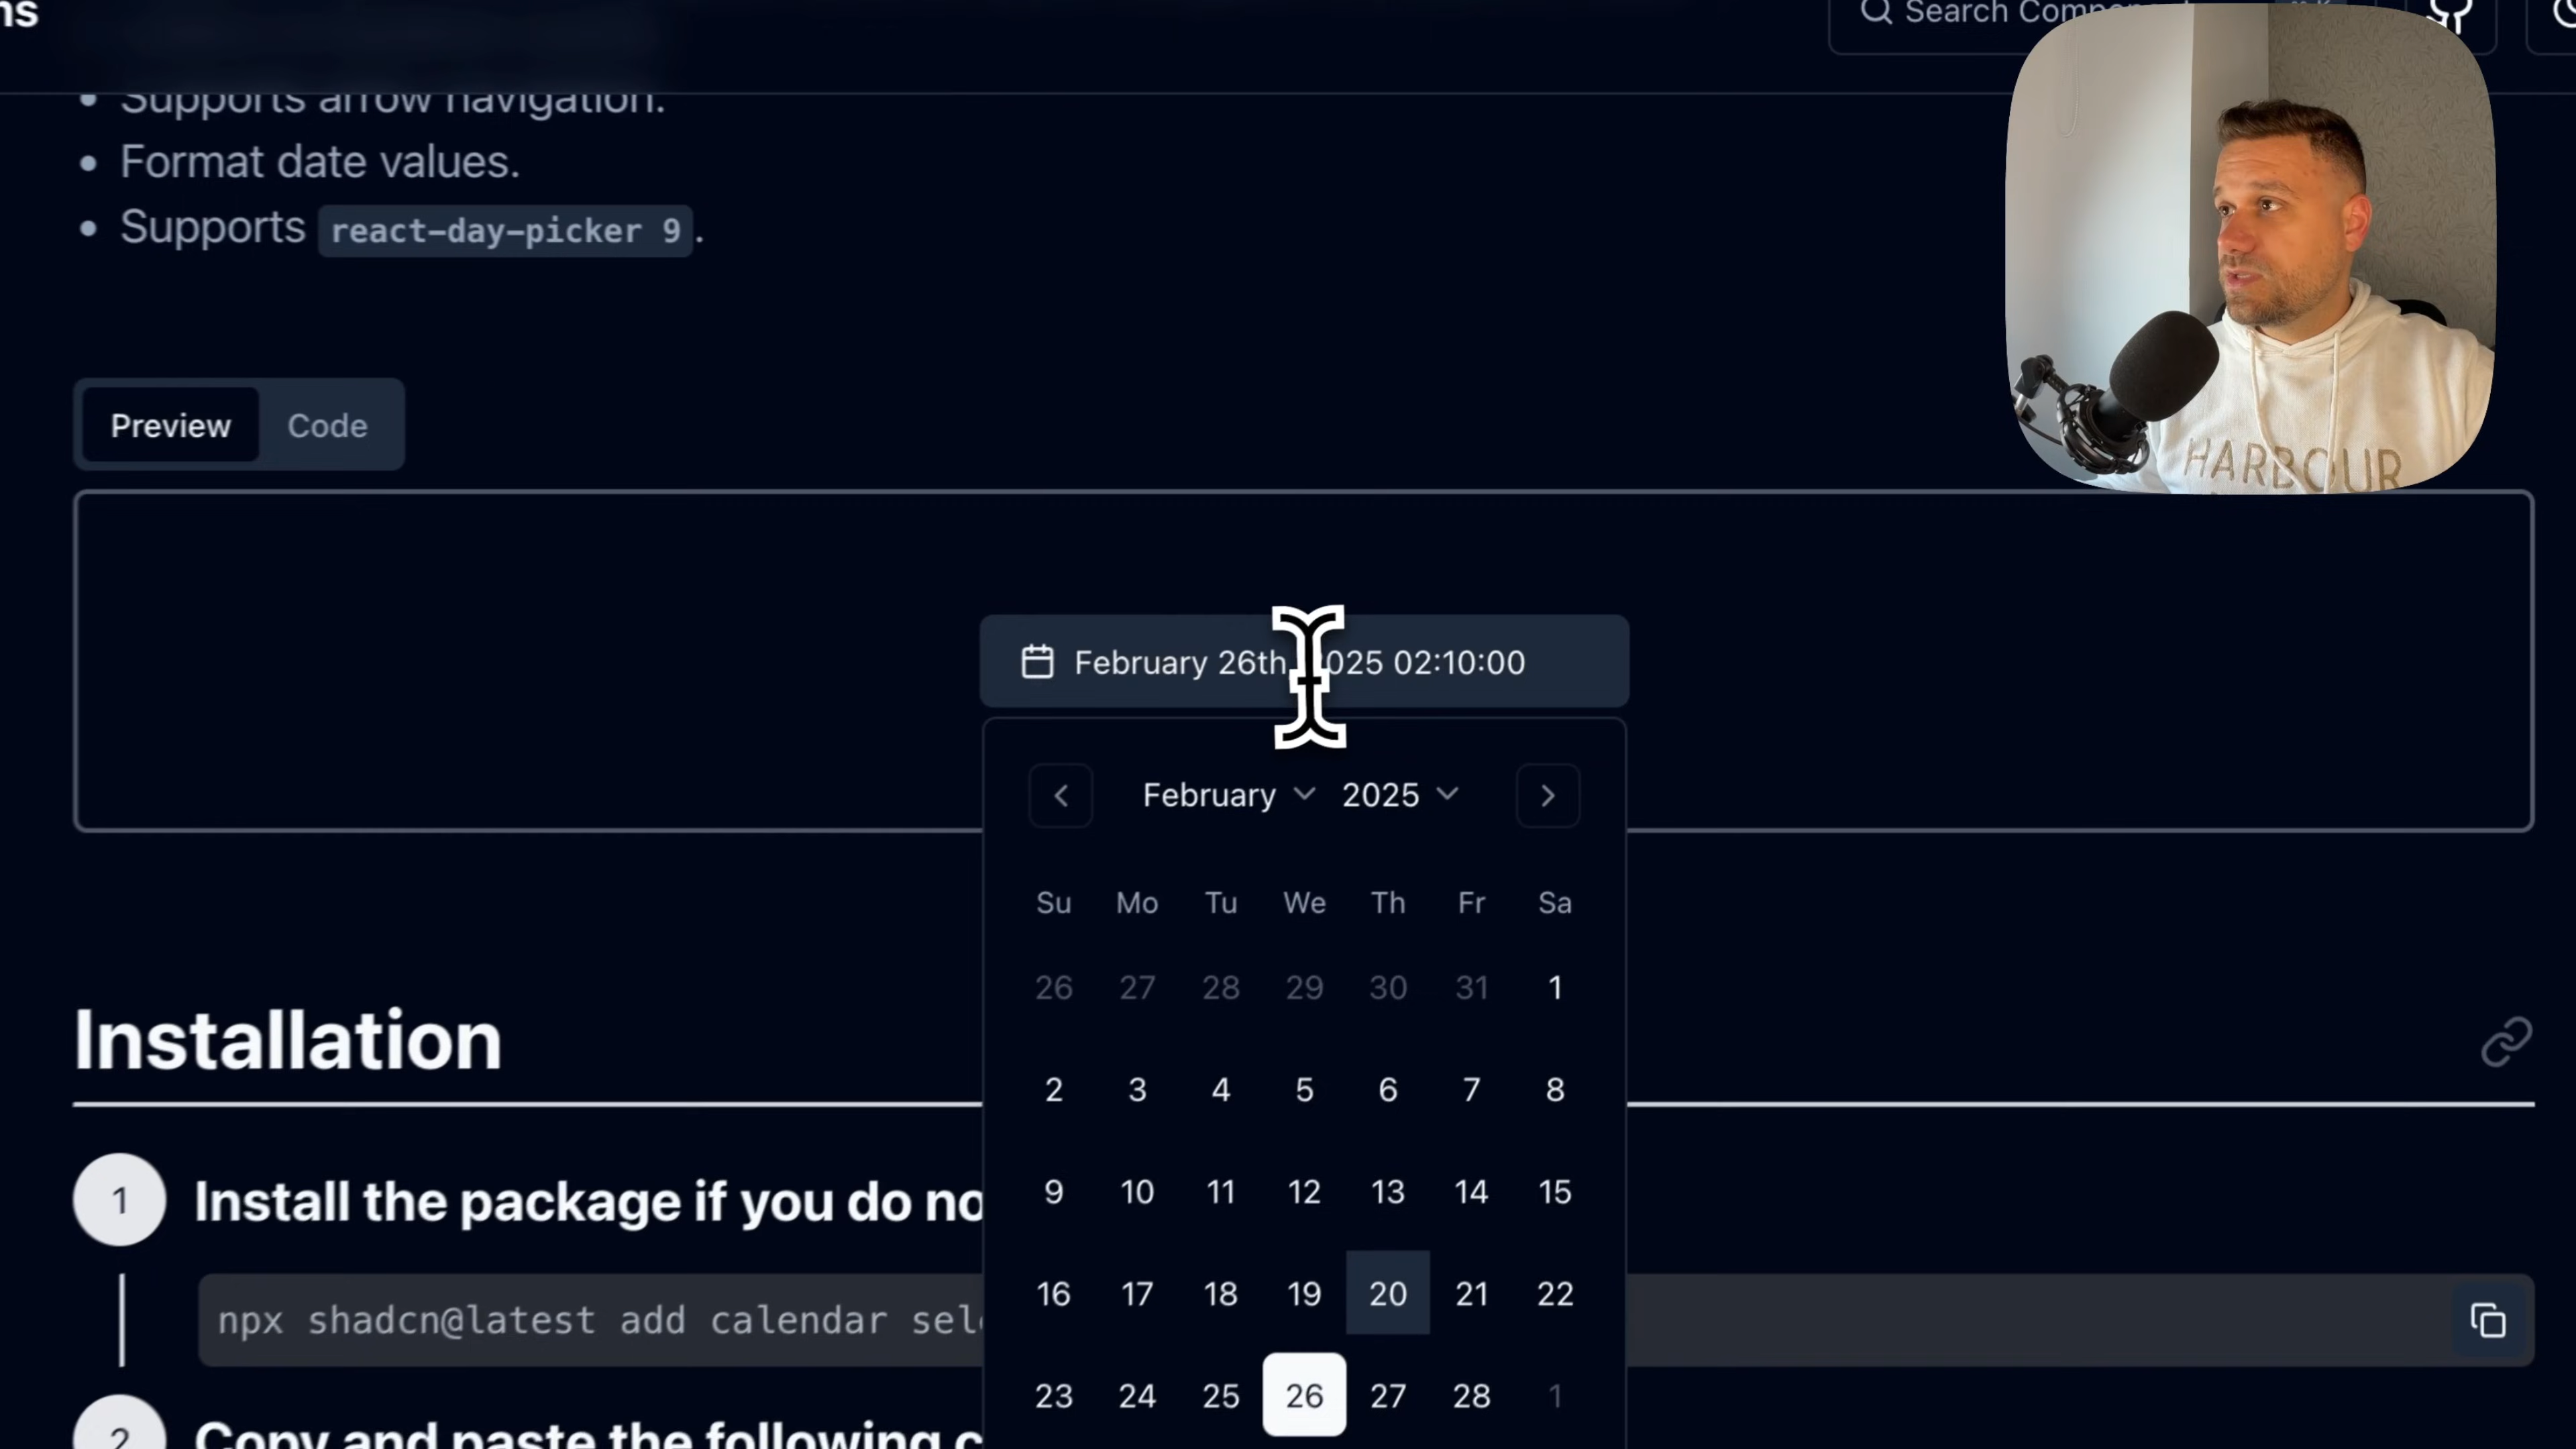 ns
Search
Supports arrow navigation.
Format date values.
Supports react-day-picker 9.
HARBOUR
Preview Code
February 26th 2025 02:10:00
February 2025
Su Mo Tu We Th Fr Sa
26 27 28 29 30 31 1
2 3 4 5 6 7 8
9 10 11 12 13 14 15
16 17 18 19 20 21 22
23 24 25 26 27 28 1
Installation
1 Install the package if you do no
npx shadcn@latest add calendar sel
2 Copy and paste the following c